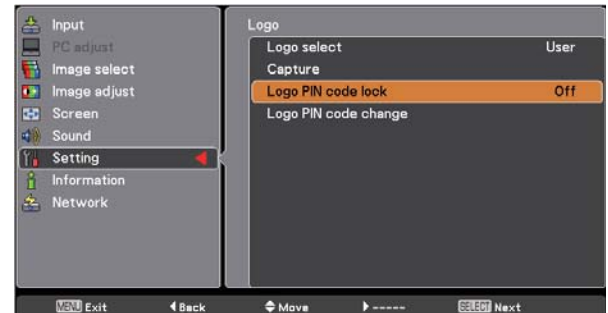 Input
PC adjust
Image select
Image adjust
Screen
Sound
Setting
Information
Network
Logo
Logo select User
Capture
Logo PIN code lock Off
Logo PIN code change
MENU Exit ◀Back Move ▶----- SELECT Next